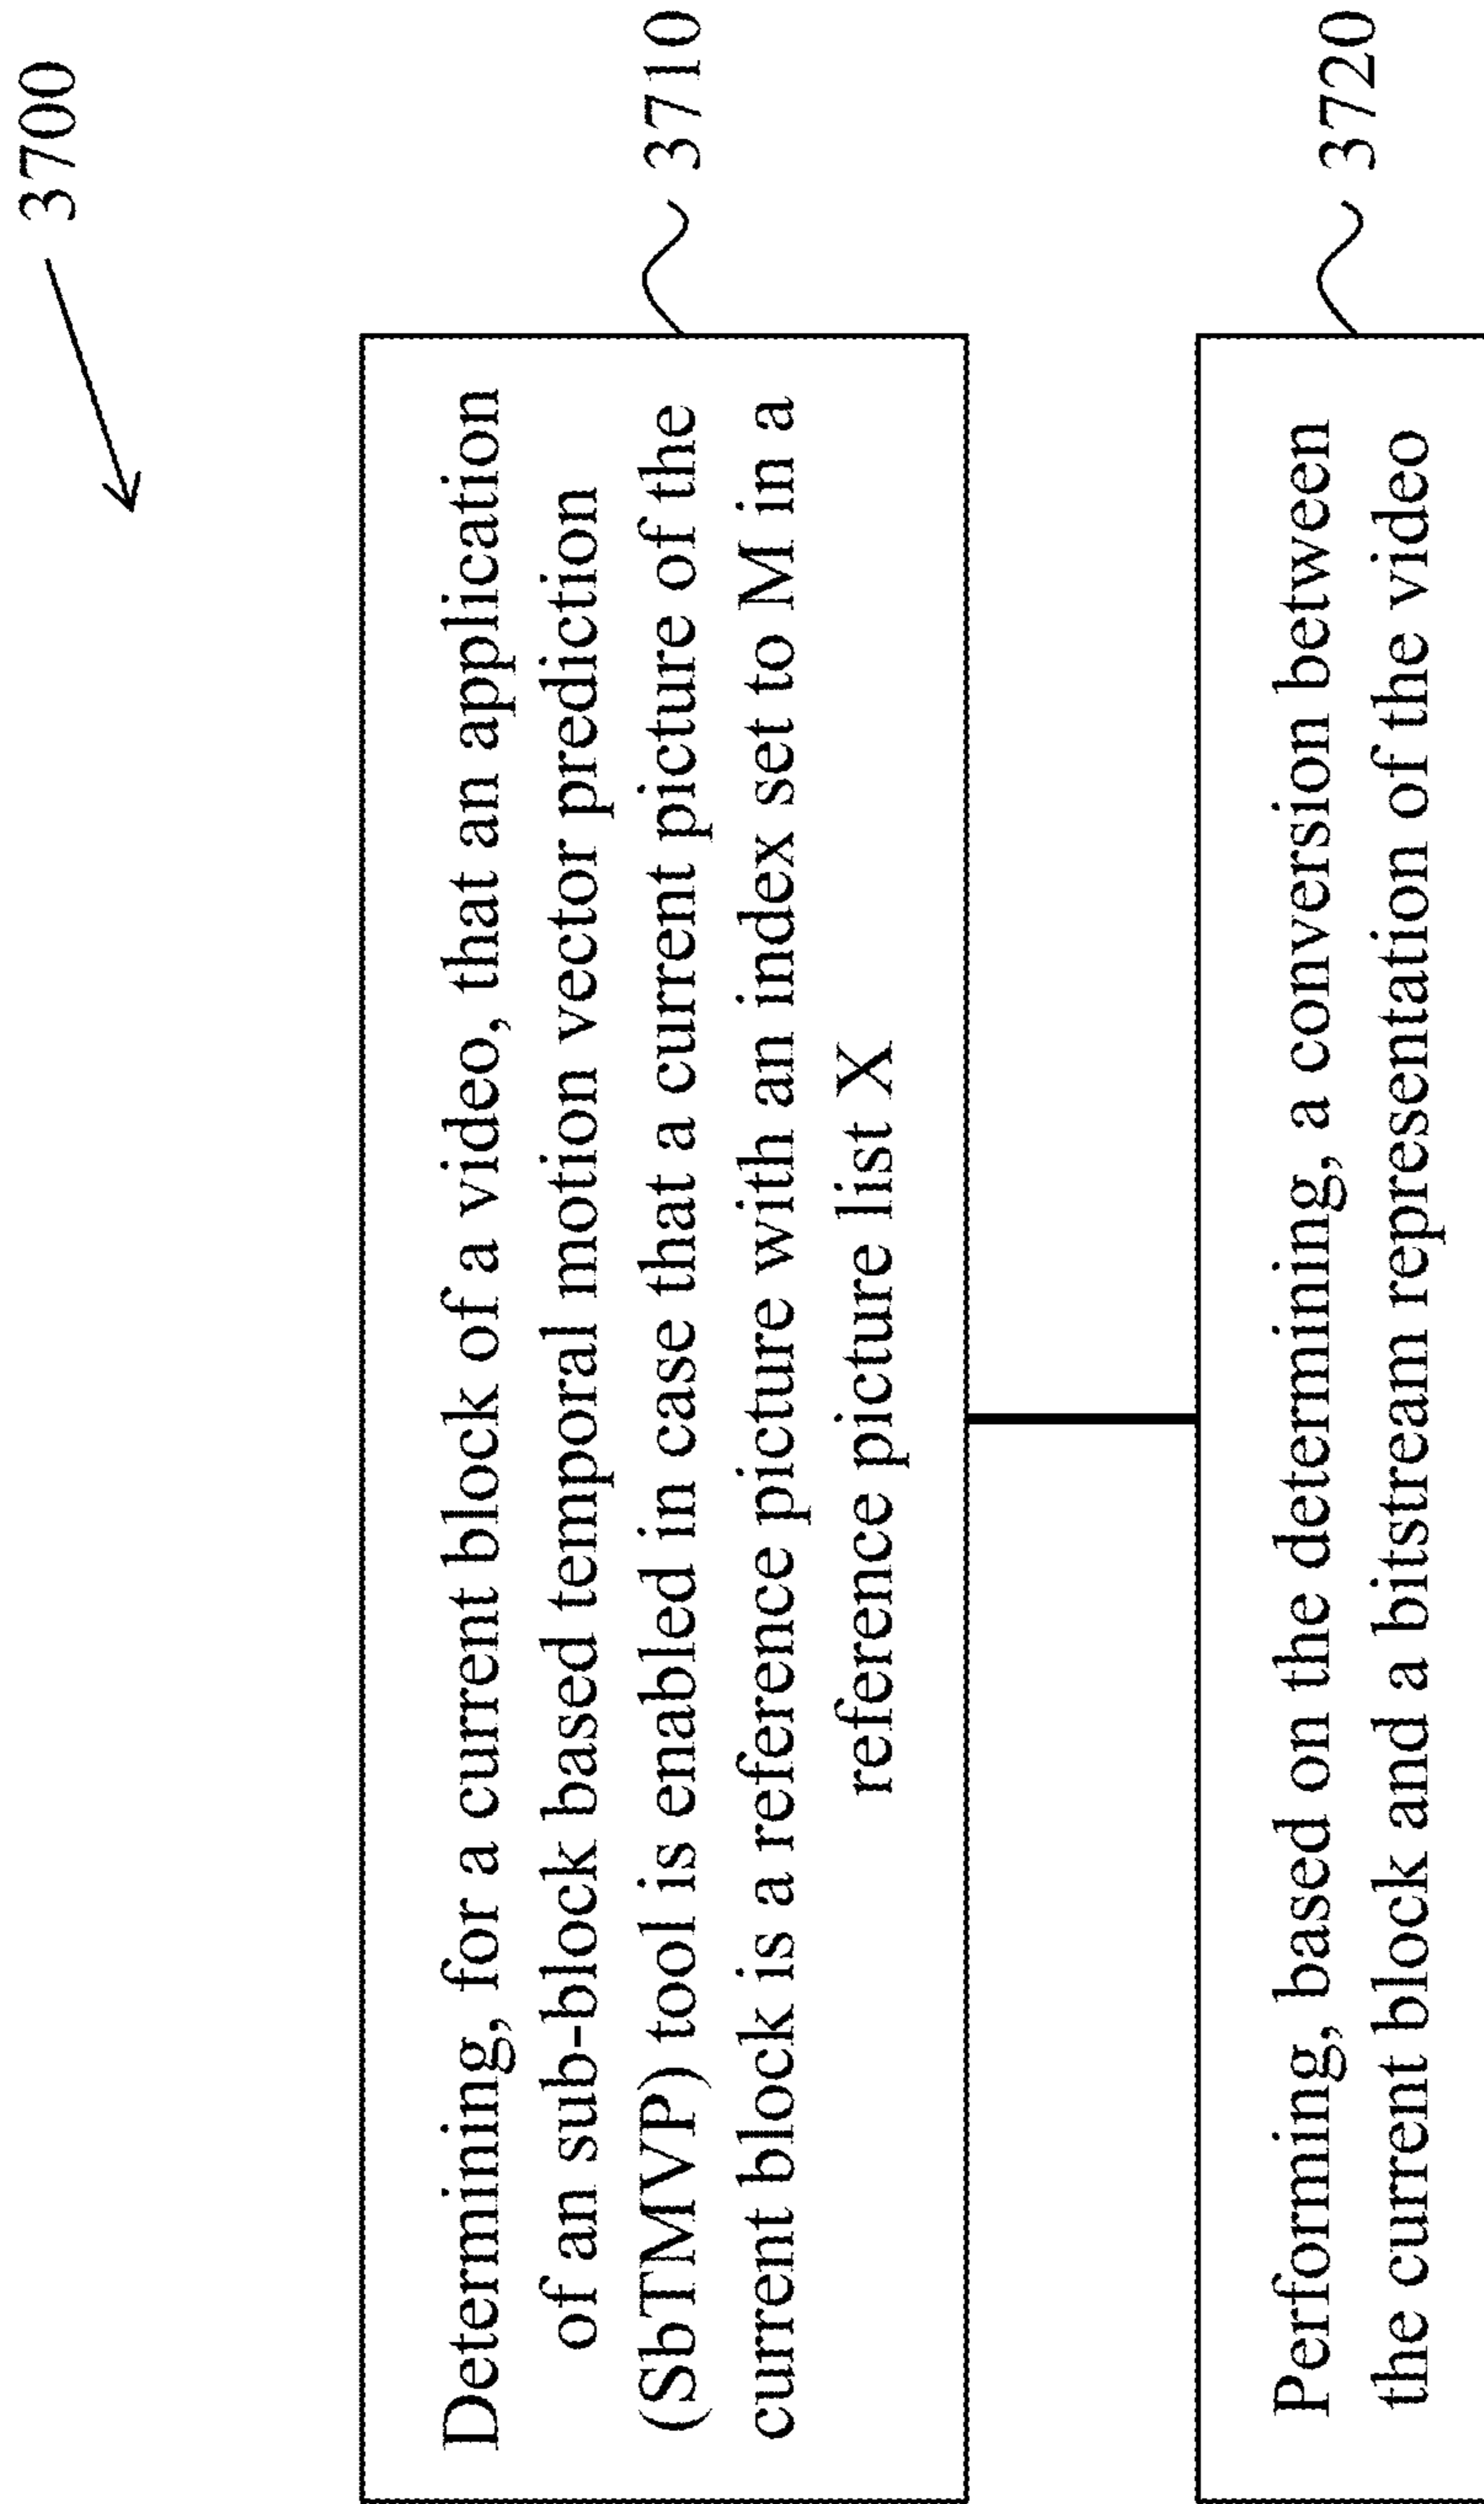 3700
Determining, for a current block of a video, that an application
of an sub-block based temporal motion vector prediction
(SbTMVP) tool is enabled in case that a current picture of the
current block is a reference picture with an index set to M in a
reference picture list X
3710
Performing, based on the determining, a conversion between
the current block and a bitstream representation of the video
3720